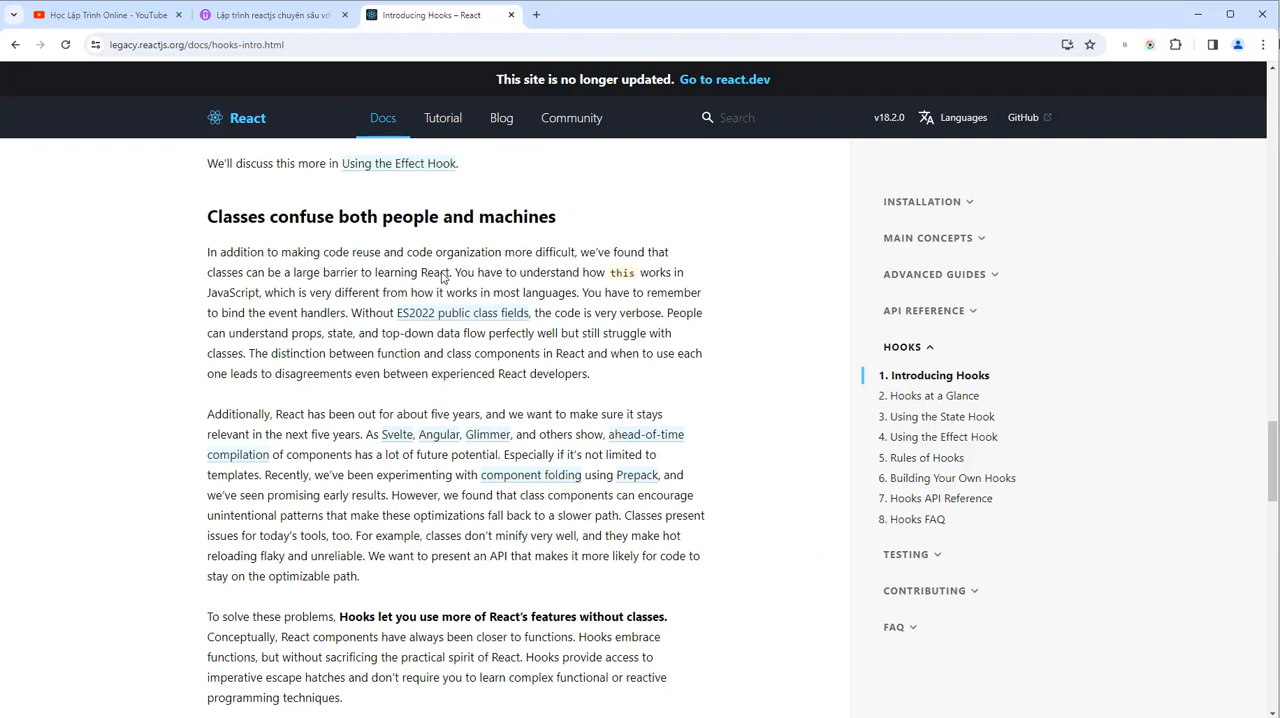 Học Lập Trình Online - YouTube
Lập trình reactjs chuyên sâu với
Introducing Hooks – React
legacy.reactjs.org/docs/hooks-intro.html
This site is no longer updated. Go to react.dev
React
Docs
Tutorial
Blog
Community
Search
v18.2.0
Languages
GitHub
We'll discuss this more in Using the Effect Hook.
Classes confuse both people and machines
In addition to making code reuse and code organization more difficult, we've found that
classes can be a large barrier to learning React. You have to understand how this works in
JavaScript, which is very different from how it works in most languages. You have to remember
to bind the event handlers. Without ES2022 public class fields, the code is very verbose. People
can understand props, state, and top-down data flow perfectly well but still struggle with
classes. The distinction between function and class components in React and when to use each
one leads to disagreements even between experienced React developers.
Additionally, React has been out for about five years, and we want to make sure it stays
relevant in the next five years. As Svelte, Angular, Glimmer, and others show, ahead-of-time
compilation of components has a lot of future potential. Especially if it's not limited to
templates. Recently, we've been experimenting with component folding using Prepack, and
we've seen promising early results. However, we found that class components can encourage
unintentional patterns that make these optimizations fall back to a slower path. Classes present
issues for today's tools, too. For example, classes don't minify very well, and they make hot
reloading flaky and unreliable. We want to present an API that makes it more likely for code to
stay on the optimizable path.
To solve these problems, Hooks let you use more of React's features without classes.
Conceptually, React components have always been closer to functions. Hooks embrace
functions, but without sacrificing the practical spirit of React. Hooks provide access to
imperative escape hatches and don't require you to learn complex functional or reactive
programming techniques.
INSTALLATION
MAIN CONCEPTS
ADVANCED GUIDES
API REFERENCE
HOOKS
1. Introducing Hooks
2. Hooks at a Glance
3. Using the State Hook
4. Using the Effect Hook
5. Rules of Hooks
6. Building Your Own Hooks
7. Hooks API Reference
8. Hooks FAQ
TESTING
CONTRIBUTING
FAQ